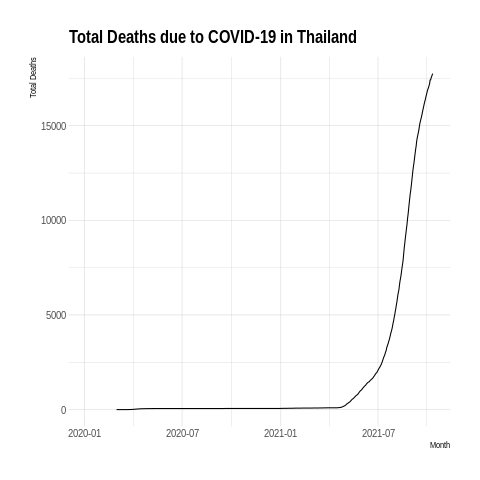 Total Deaths due to COVID-19 in Thailand
Total Deaths
15000
10000
5000
0
2020-01 2020-07 2021-01 2021-07
Month